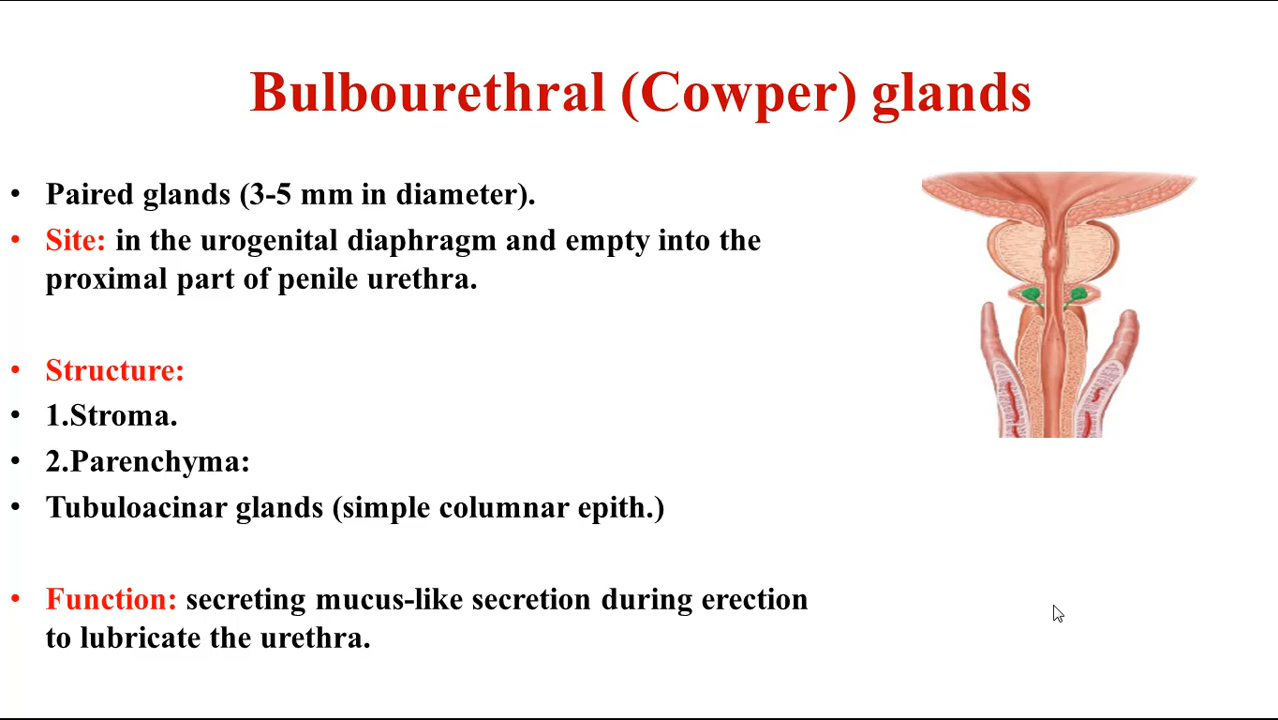 Bulbourethral (Cowper) glands
• Paired glands (3-5 mm in diameter).
• Site: in the urogenital diaphragm and empty into the
proximal part of penile urethra.
• Structure:
• 1.Stroma.
• 2.Parenchyma:
• Tubuloacinar glands (simple columnar epith.)
• Function: secreting mucus-like secretion during erection
to lubricate the urethra.